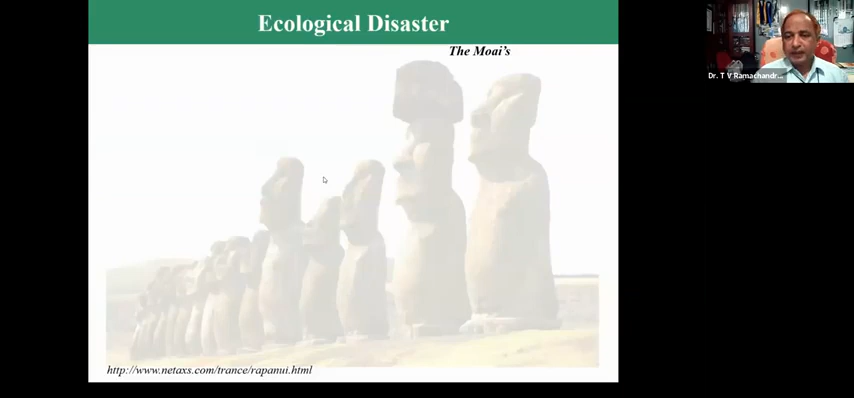 Ecological Disaster
The Moai's
Dr. T V Ramachandr...
http://www.netaxs.com/trance/rapanui.html